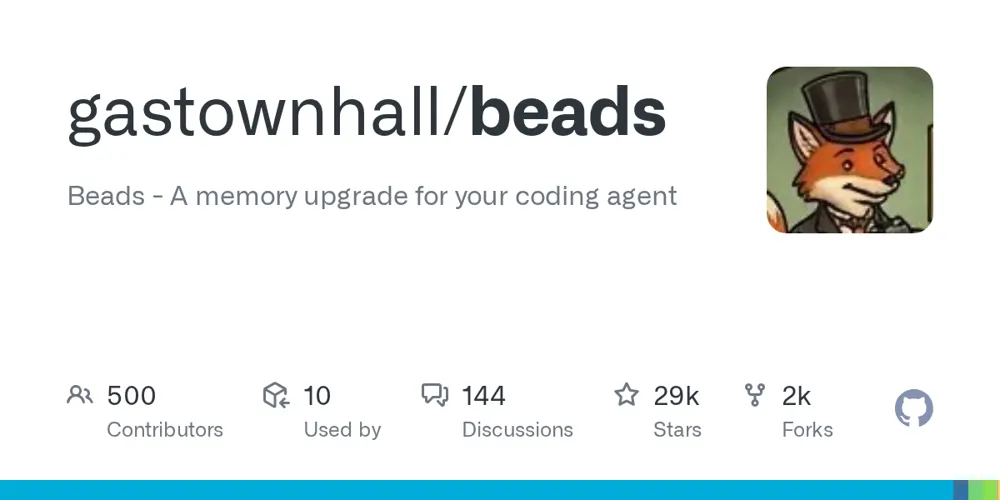 gastownhall/beads
Beads - A memory upgrade for your coding agent
500
Contributors
10
Used by
144
Discussions
29k
Stars
2k
Forks